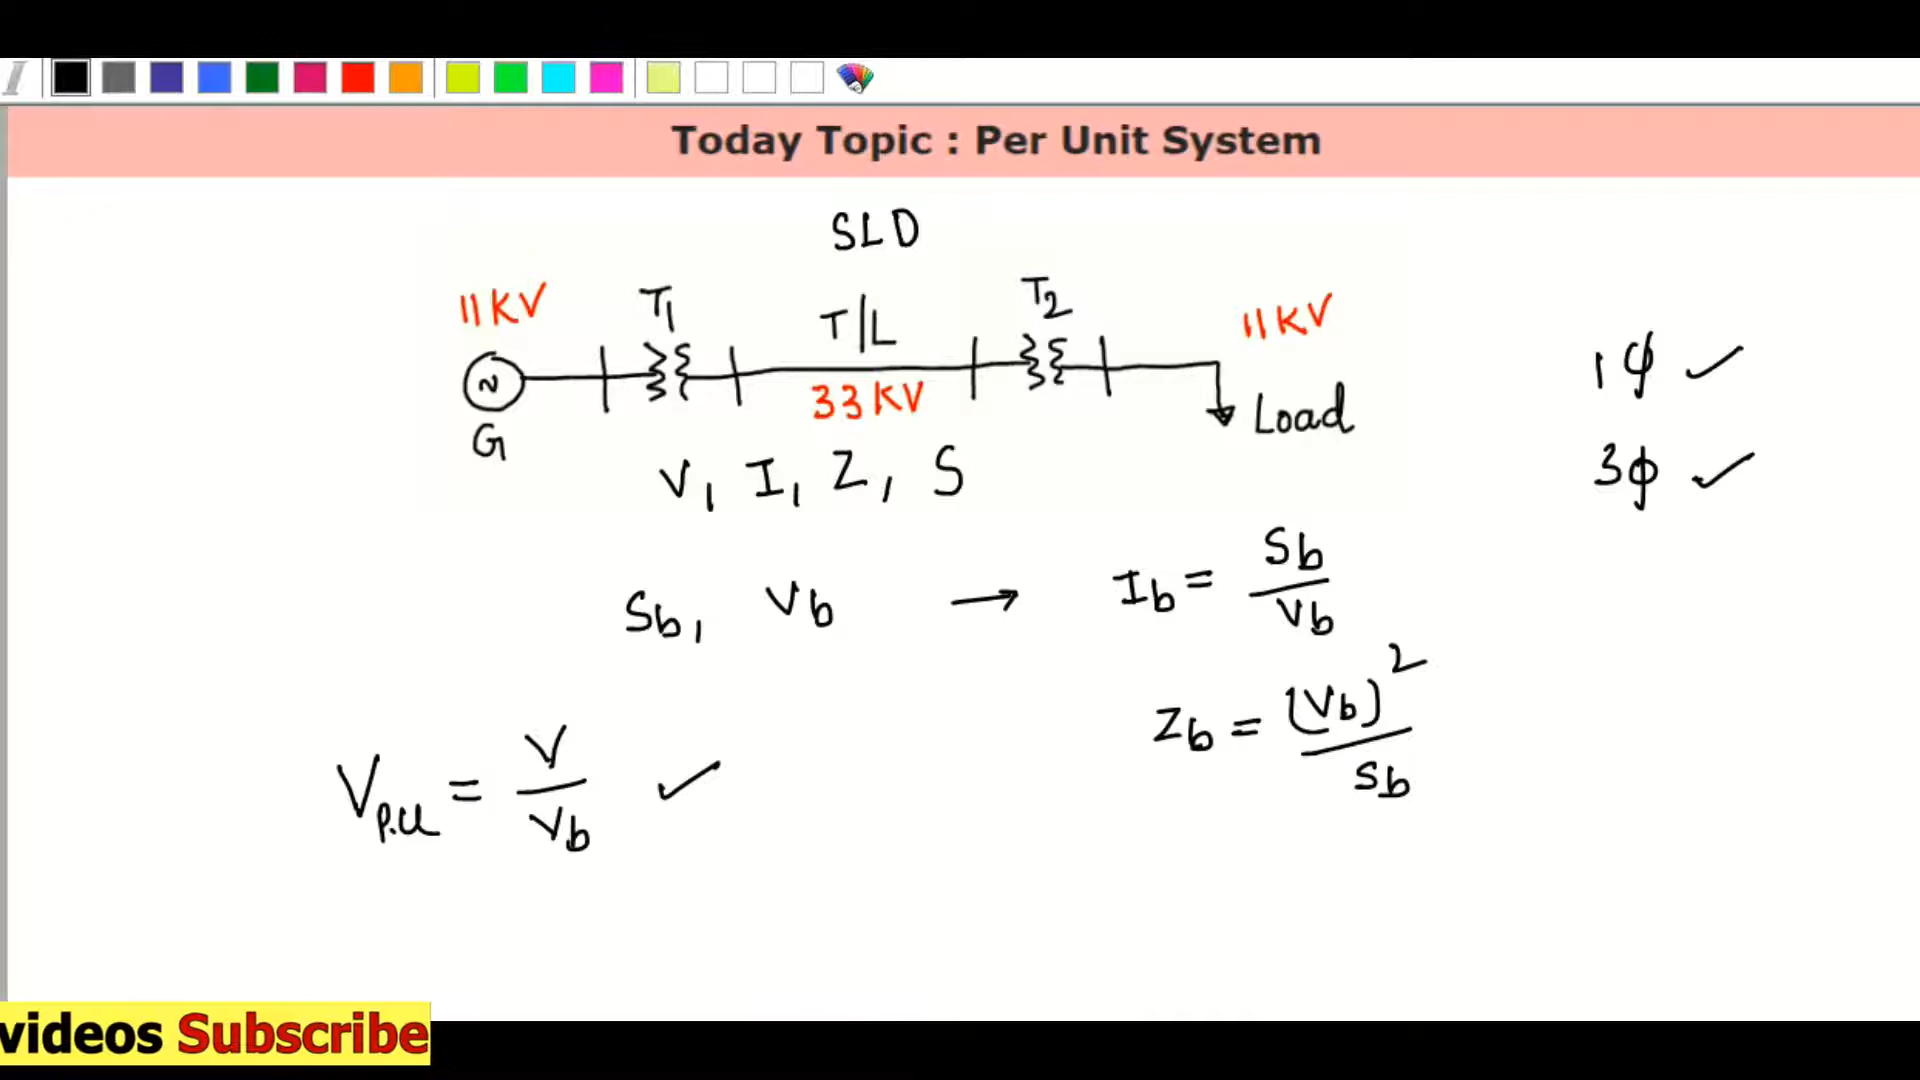 Today Topic : Per Unit System
SLD
11KV T1 T/L T2 11KV
~ 33KV Load
G
1ϕ ✓
V, I, Z, S
3ϕ ✓
Sb, Vb → Ib = Sb/Vb
Zb = (Vb)²/Sb
Vp.u = V/Vb ✓
videos Subscribe